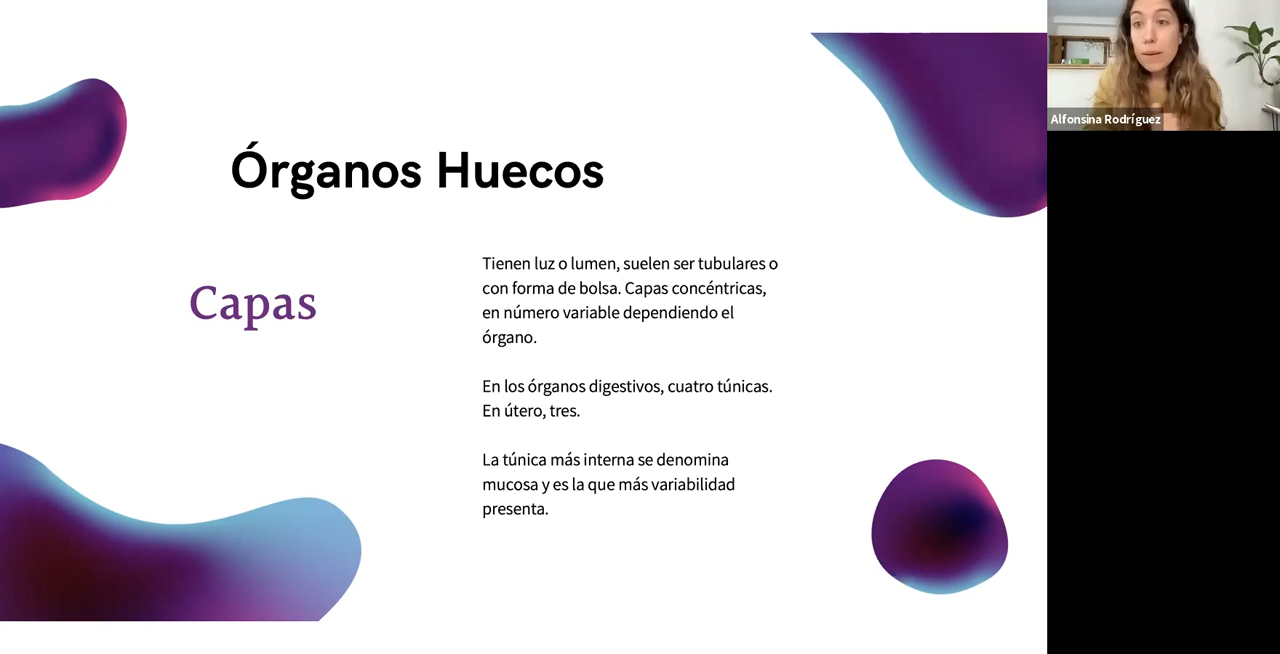 Órganos Huecos
Capas
Tienen luz o lumen, suelen ser tubulares o
con forma de bolsa. Capas concéntricas,
en número variable dependiendo el
órgano.
En los órganos digestivos, cuatro túnicas.
En útero, tres.
La túnica más interna se denomina
mucosa y es la que más variabilidad
presenta.
Alfonsina Rodríguez